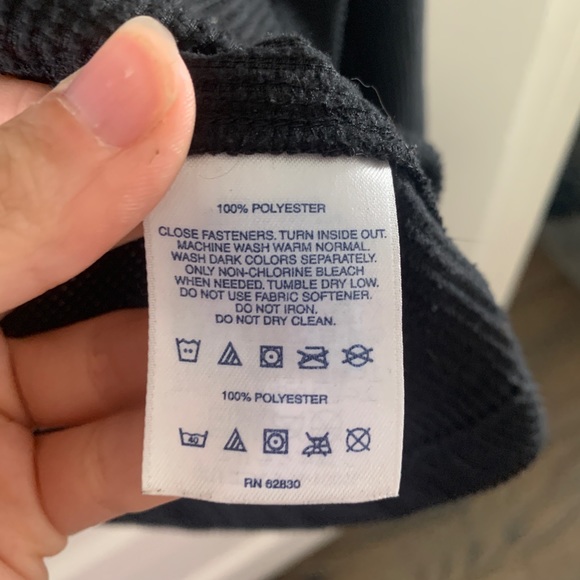 100% POLYESTER
CLOSE FASTENERS. TURN INSIDE OUT.
MACHINE WASH WARM NORMAL.
WASH DARK COLORS SEPARATELY.
ONLY NON-CHLORINE BLEACH
WHEN NEEDED. TUMBLE DRY LOW.
DO NOT USE FABRIC SOFTENER.
DO NOT IRON.
DO NOT DRY CLEAN.
100% POLYESTER
40
RN 62830